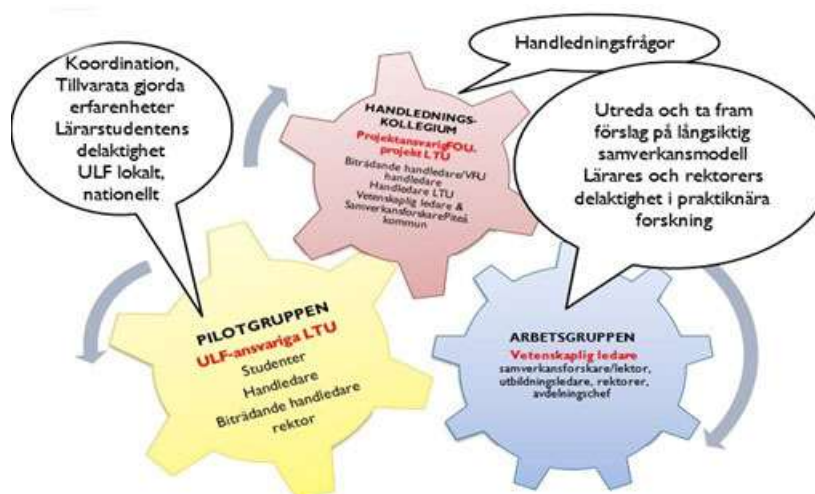 Koordination,
Tillvarata gjorda
erfarenheter
Lärarstudentens
delaktighet
ULF lokalt,
nationellt
Handledningsfrågor
HANDLEDNINGS-
KOLLEGIUM
ProjektansvarigFOU.
projekt LTU
Biträdande handledare/VFU
handledare
Handledare LTU
Vetenskaplig ledare &
SamverkansforskarePiteå
kommun
Utreda och ta fram
förslag på långsiktig
samverkansmodell
Lärares och rektorers
delaktighet i praktiknära
forskning
PILOTGRUPPEN
ULF-ansvariga LTU
Studenter
Handledare
Biträdande handledare
rektor
ARBETSGRUPPEN
Vetenskaplig ledare
samverkansforskare/lektor,
utbildningsledare, rektorer,
avdelningschef